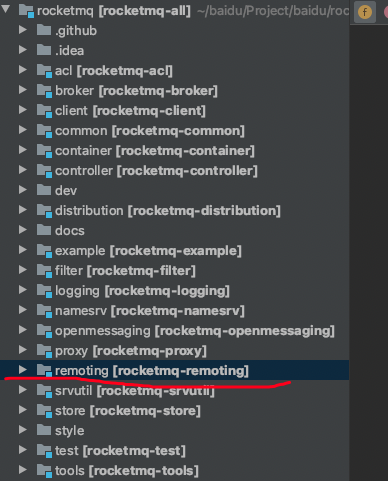 rocketmq [rocketmq-all] ~/baidu/Project/baidu/roc
.github
.idea
acl [rocketmq-acl]
broker [rocketmq-broker]
client [rocketmq-client]
common [rocketmq-common]
container [rocketmq-container]
controller [rocketmq-controller]
dev
distribution [rocketmq-distribution]
docs
example [rocketmq-example]
filter [rocketmq-filter]
logging [rocketmq-logging]
namesrv [rocketmq-namesrv]
openmessaging [rocketmq-openmessaging]
proxy [rocketmq-proxy]
remoting [rocketmq-remoting]
srvutil [rocketmq-srvutil]
store [rocketmq-store]
style
test [rocketmq-test]
tools [rocketmq-tools]
f